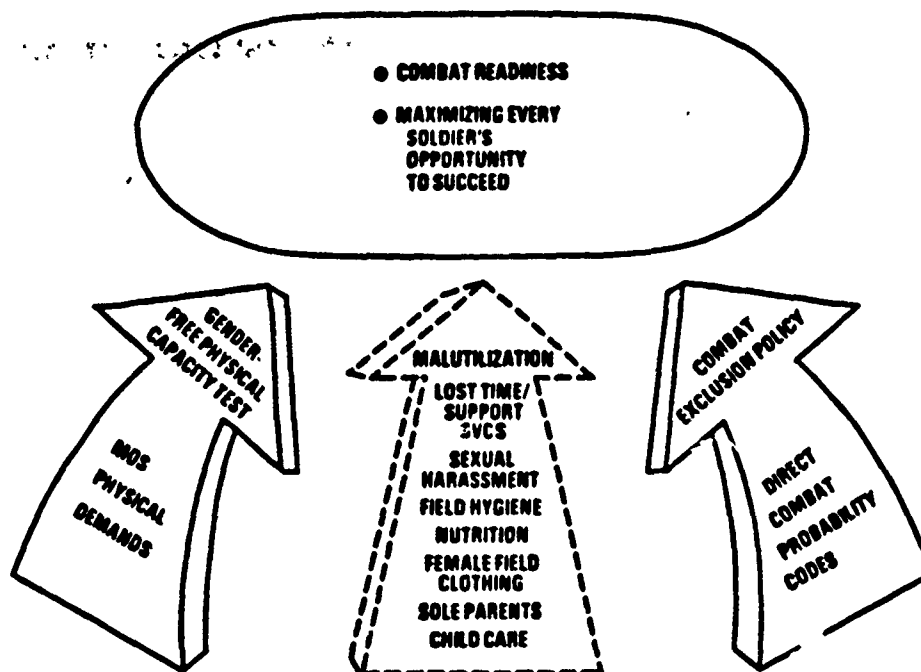 ● COMBAT READINESS
● MAXIMIZING EVERY
SOLDIER'S
OPPORTUNITY
TO SUCCEED
GENDER-
FREE PHYSICAL
CAPACITY TEST
MOS
PHYSICAL
DEMANDS
MALUTILIZATION
LOST TIME/
SUPPORT
SVCS
SEXUAL
HARASSMENT
FIELD HYGIENE
NUTRITION
FEMALE FIELD
CLOTHING
SOLE PARENTS
CHILD CARE
COMBAT
EXCLUSION POLICY
DIRECT
COMBAT
PROBABILITY
CODES